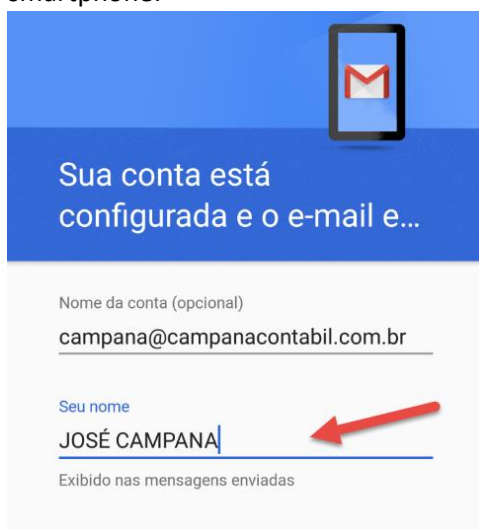 smartphone.
Sua conta está
configurada e o e-mail e...
Nome da conta (opcional)
campana@campanacontabil.com.br
Seu nome
JOSÉ CAMPANA
Exibido nas mensagens enviadas